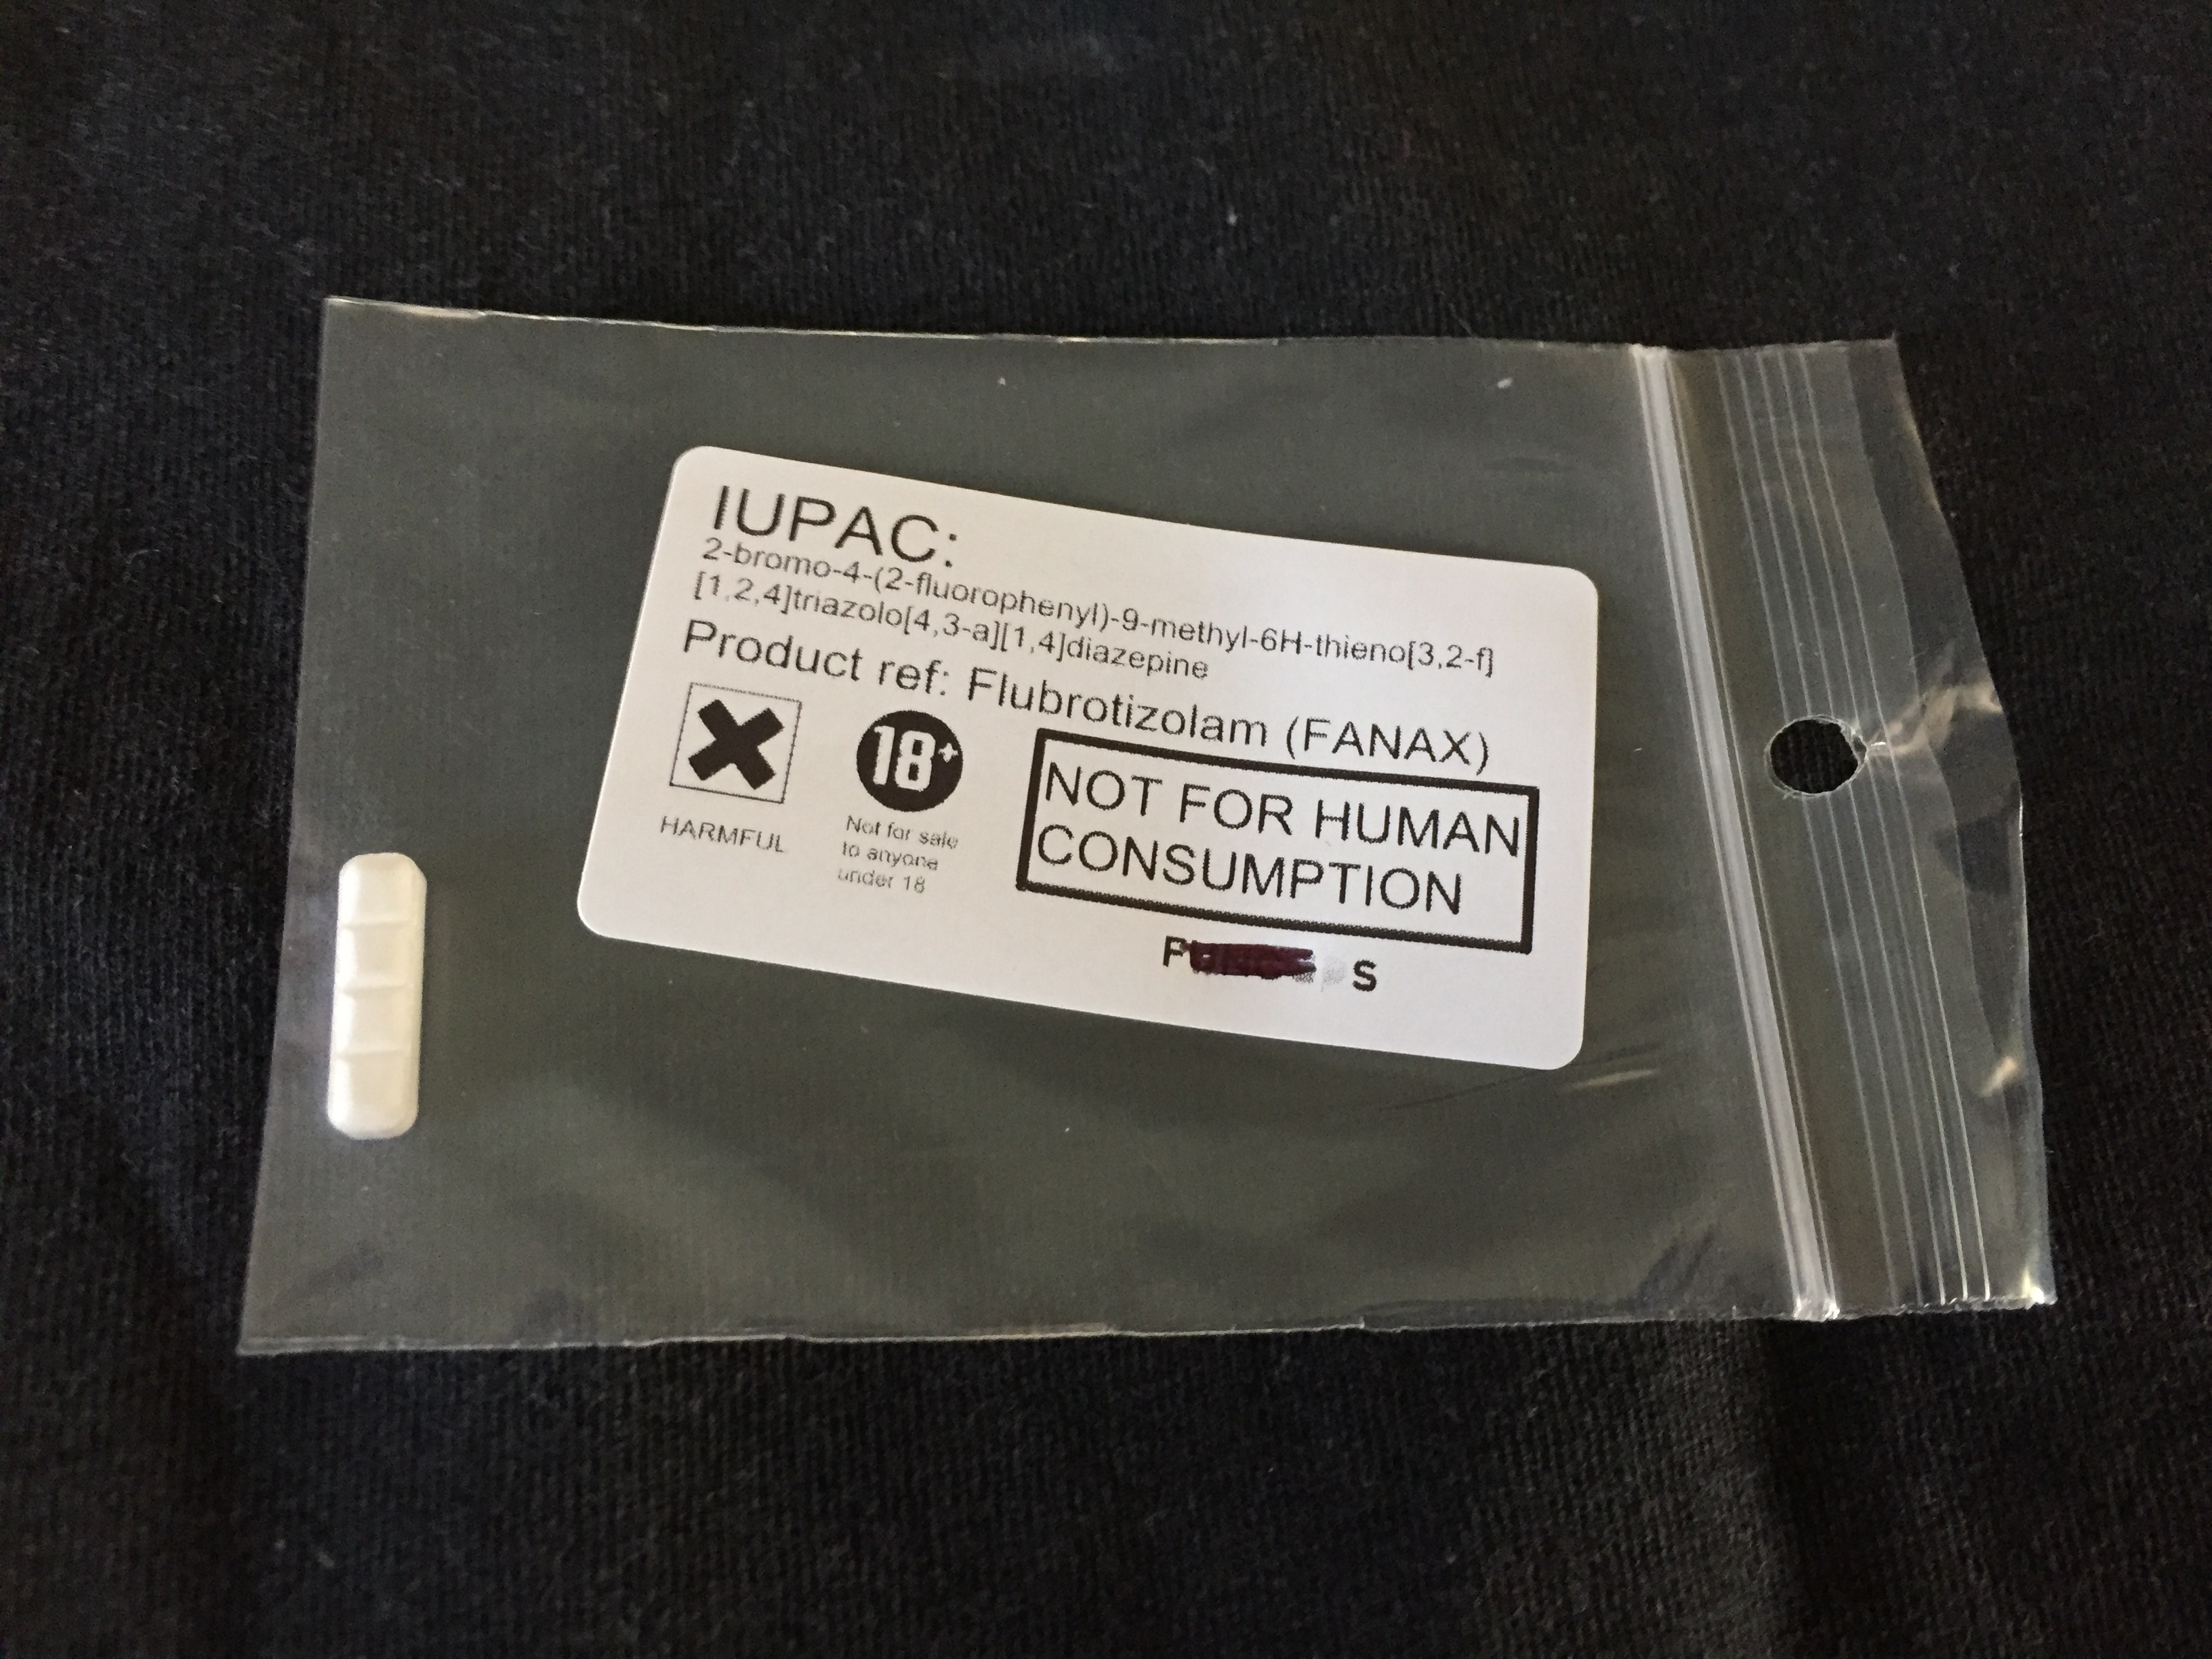 IUPAC:
2-bromo-4-(2-fluorophenyl)-9-methyl-6H-thieno[3,2-f]
[1,2,4]triazolo[4,3-a][1,4]diazepine
Product ref: Flubrotizolam (FANAX)
18+
HARMFUL
Not for sale
to anyone
under 18
NOT FOR HUMAN
CONSUMPTION